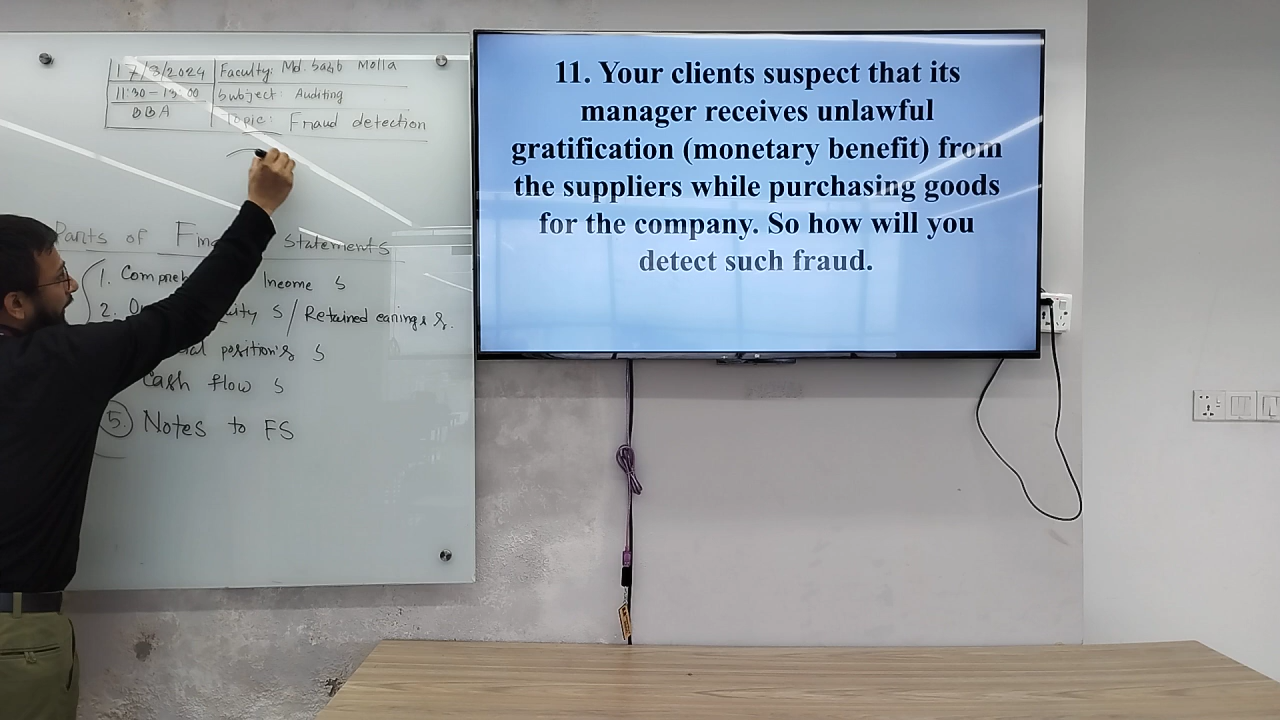 17/3/2024 Faculty: Md. Sabb Molla
11:30 - 13:00 Subject: Auditing
BBA Topic: Fraud detection
Parts of Statements
1. Income S
2. S / Retained earnings S.
position's S
Cash flow S
5. Notes to FS
11. Your clients suspect that its
manager receives unlawful
gratification (monetary benefit) from
the suppliers while purchasing goods
for the company. So how will you
detect such fraud.